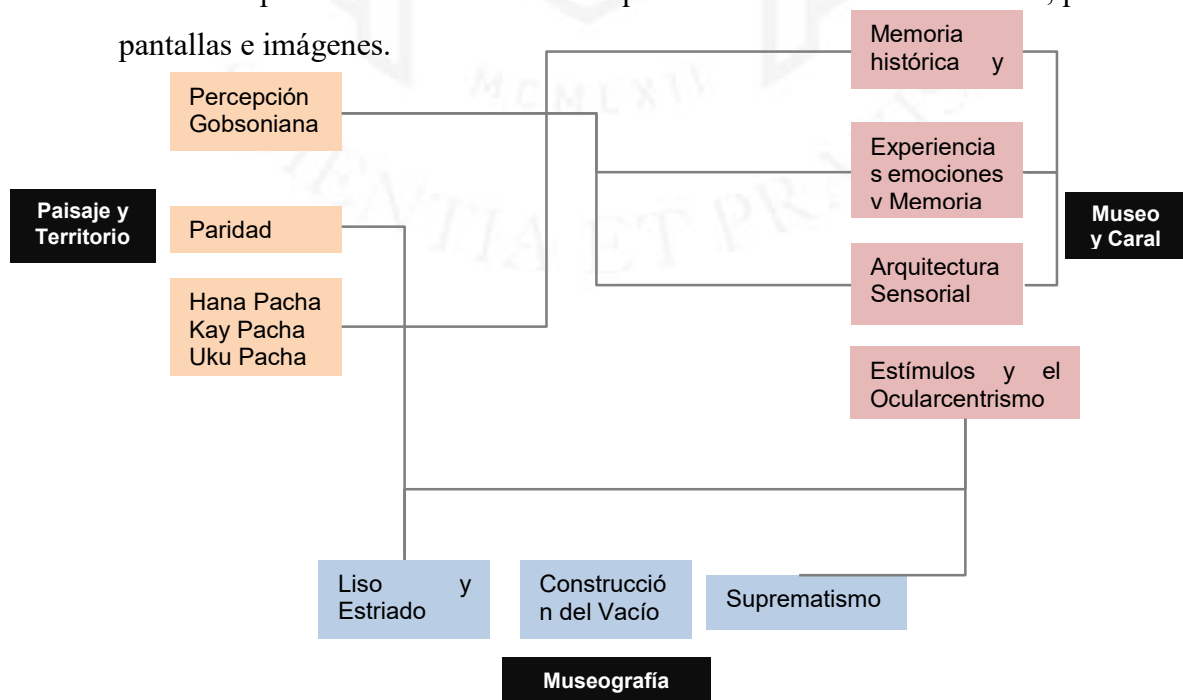 pantallas e imágenes.
Memoria
histórica y
Percepción
Gobsoniana
Experiencia
s emociones
y Memoria
Paisaje y
Territorio
Paridad
Museo
y Caral
Arquitectura
Sensorial
Hana Pacha
Kay Pacha
Uku Pacha
Estímulos y el
Ocularcentrismo
Liso y
Estriado
Construcció
n del Vacío
Suprematismo
Museografía
MCMLXII